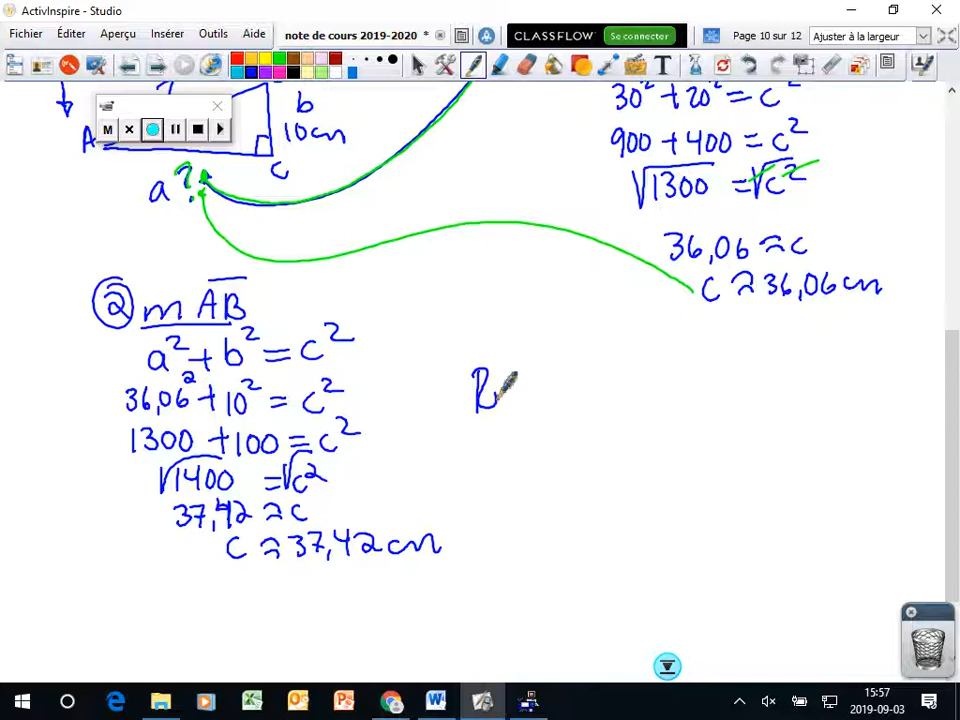 ActivInspire - Studio
Fichier Éditer Aperçu Insérer Outils Aide
note de cours 2019-2020 *
CLASSFLOW Se connecter
Page 10 sur 12
Ajuster à la largeur
M
b
10cm
A
c
a ?
30² + 20² = c²
900 + 400 = c²
√1300 = √c²
36,06 ≈ c
c ≈ 36,06 cm
② m AB
a² + b² = c²
36,06² + 10² = c²
1300 + 100 = c²
√1400 = √c²
37,42 ≈ c
c ≈ 37,42 cm
R
15:57
2019-09-03